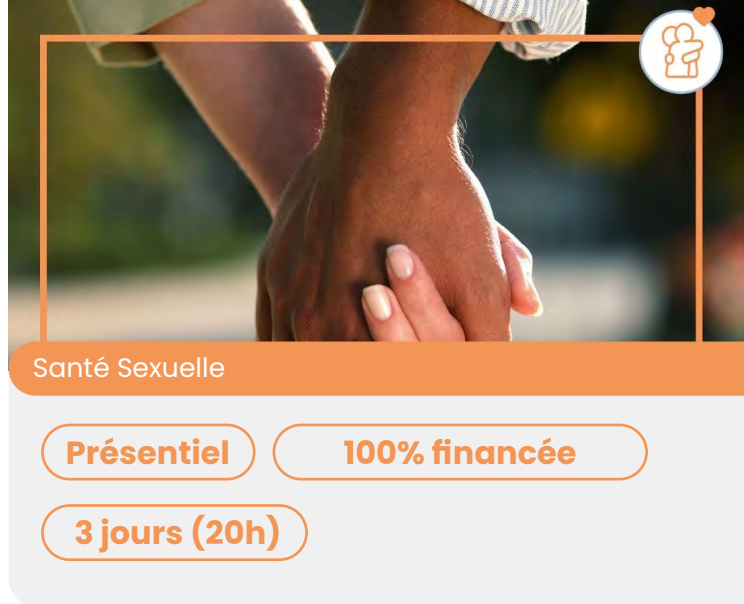 Santé Sexuelle
Présentiel
100% financée
3 jours (20h)